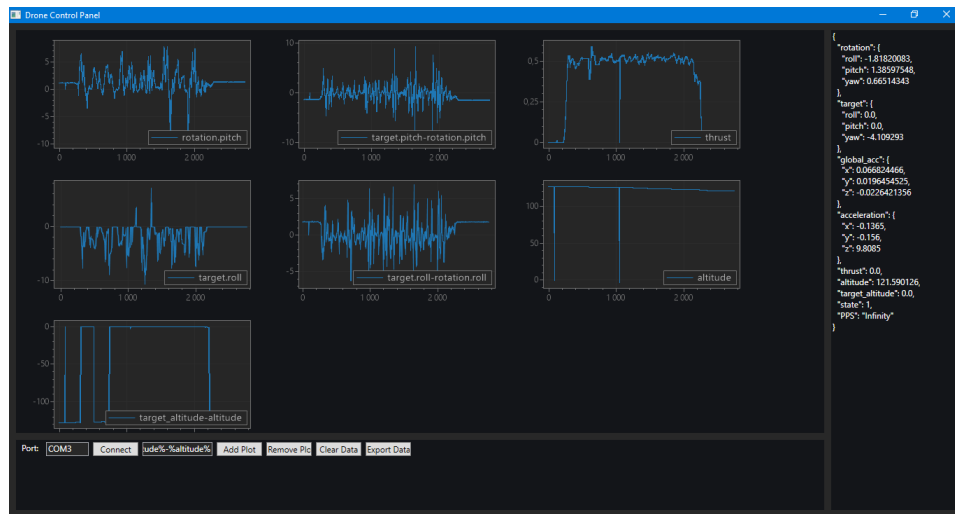 Drone Control Panel
5
0
-5
-10
rotation.pitch
0 1 000 2 000
10
0
-10
target.pitch-rotation.pitch
0 1 000 2 000
0.5
0.25
0
thrust
0 1 000 2 000
0
-10
target.roll
0 1 000 2 000
5
0
-5
target.roll-rotation.roll
0 1 000 2 000
100
50
0
altitude
0 1 000 2 000
0
-50
-100
target_altitude-altitude
{
"rotation": {
"roll": -1.81820083,
"pitch": 1.38597548,
"yaw": 0.66514343
},
"target": {
"roll": 0.0,
"pitch": 0.0,
"yaw": -4.109293
},
"global_acc": {
"x": 0.066824466,
"y": 0.0196454525,
"z": -0.0226421356
},
"acceleration": {
"x": -0.1365,
"y": -0.156,
"z": 9.8085
},
"thrust": 0.0,
"altitude": 121.590126,
"target_altitude": 0.0,
"state": 1,
"PPS": "Infinity"
}
Port: COM3 Connect ude%-%altitude% Add Plot Remove Plo Clear Data Export Data